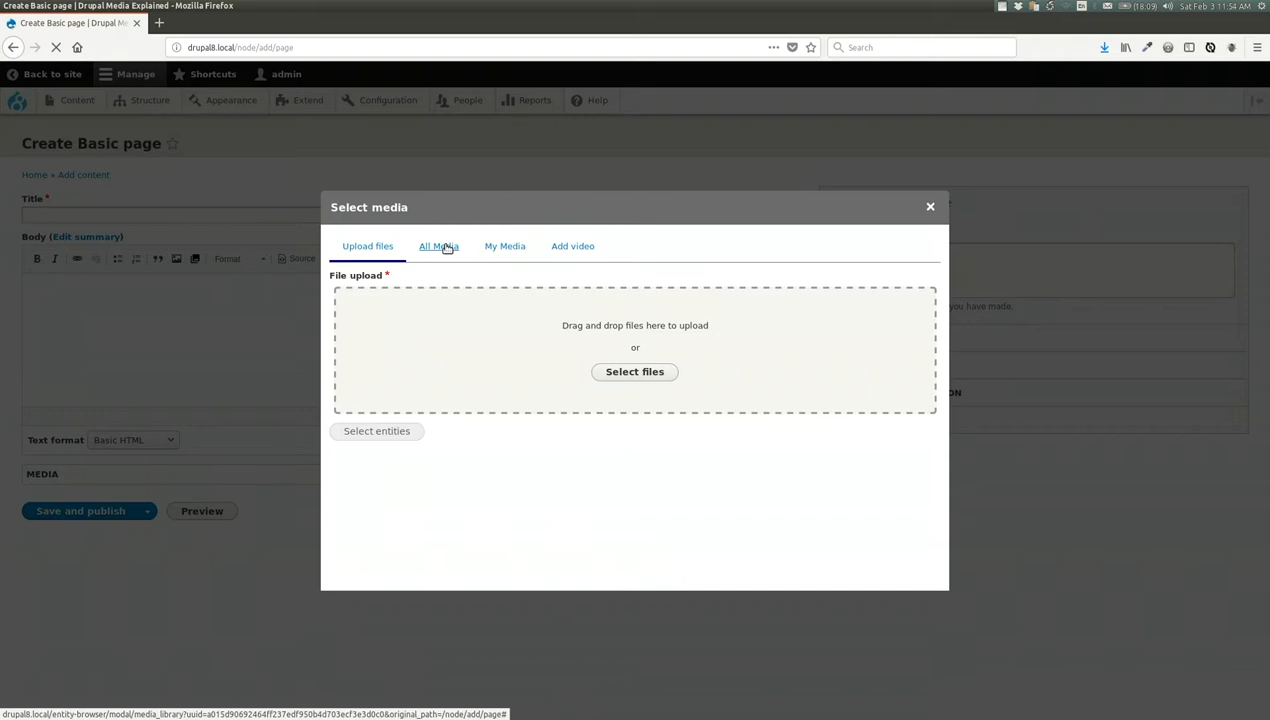 Create Basic page | Drupal Media Explained - Mozilla Firefox
En
(18:09)
Sat Feb 3 11:54 AM
Create Basic page | Drupal Me
drupal8.local/node/add/page
Search
Back to site
Manage
Shortcuts
admin
Content
Structure
Appearance
Extend
Configuration
People
Reports
Help
Create Basic page
Home » Add content
Title *
Body (Edit summary)
B I
Format
Source
Text format Basic HTML
MEDIA
Save and publish
Preview
Select media
Upload files
All Media
My Media
Add video
File upload *
Drag and drop files here to upload
or
Select files
Select entities
you have made.
ON
drupal8.local/entity-browser/modal/media_library?uuid=a015d90692464ff237edf950b4d703ecf3e3d0c0&original_path=/node/add/page#